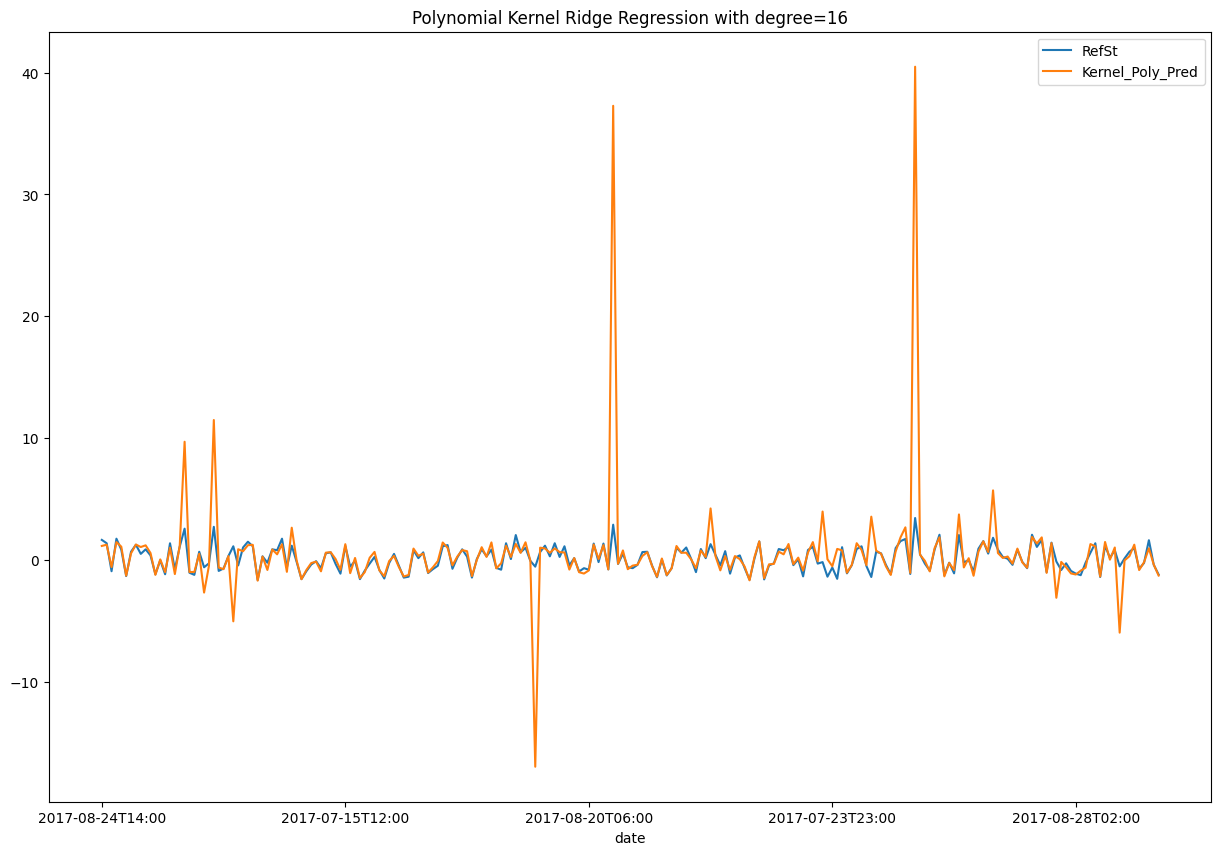 Polynomial Kernel Ridge Regression with degree=16
RefSt
Kernel_Poly_Pred
40
30
20
10
0
−10
2017-08-24T14:00
2017-07-15T12:00
2017-08-20T06:00
2017-07-23T23:00
2017-08-28T02:00
date